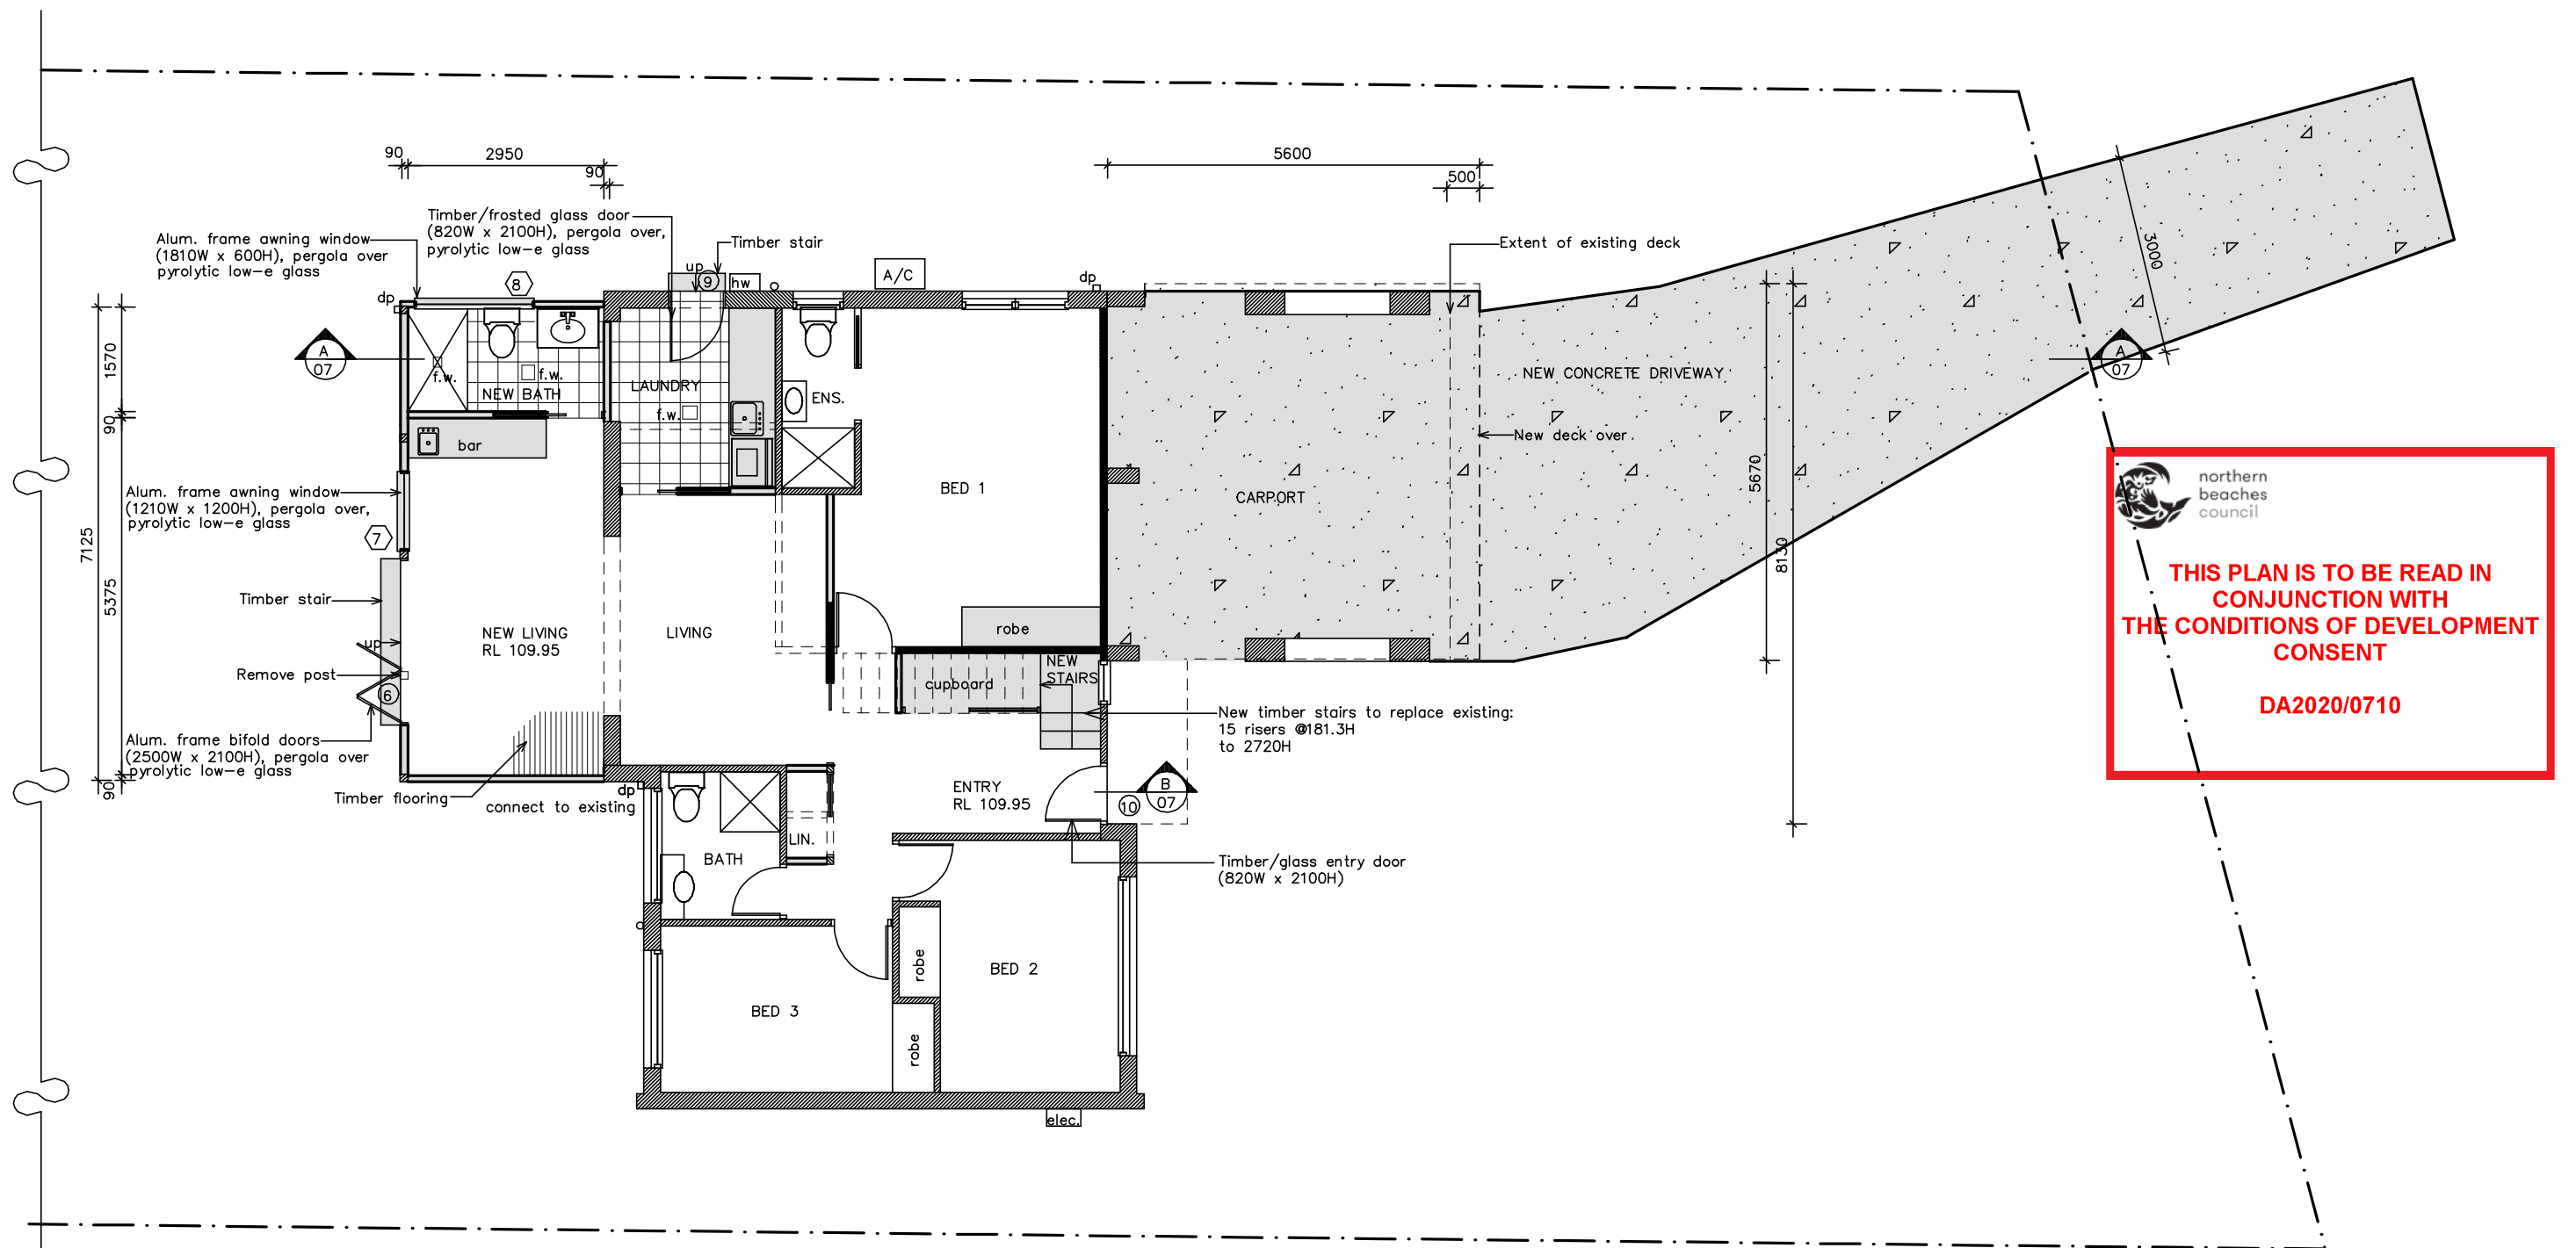 90
2950
90
5600
500
Timber/frosted glass door
(820W x 2100H), pergola over,
pyrolytic low-e glass
Alum. frame awning window
(1810W x 600H), pergola over
pyrolytic low-e glass
Timber stair
Extent of existing deck
3000
8
up
9
hw
A/C
dp
dp
A
07
A
07
1570
90
7125
5375
90
f.w.
f.w.
NEW BATH
LAUNDRY
f.w.
ENS.
bar
BED 1
NEW CONCRETE DRIVEWAY
New deck over
CARPORT
5670
8130
Alum. frame awning window
(1210W x 1200H), pergola over,
pyrolytic low-e glass
7
Timber stair
up
Remove post
6
NEW LIVING
RL 109.95
LIVING
robe
NEW
STAIRS
cupboard
New timber stairs to replace existing:
15 risers @181.3H
to 2720H
Alum. frame bifold doors
(2500W x 2100H), pergola over
pyrolytic low-e glass
Timber flooring
dp
connect to existing
ENTRY
RL 109.95
10
B
07
LIN.
BATH
Timber/glass entry door
(820W x 2100H)
robe
BED 2
BED 3
robe
elec.
northern
beaches
council
THIS PLAN IS TO BE READ IN
CONJUNCTION WITH
THE CONDITIONS OF DEVELOPMENT
CONSENT
DA2020/0710